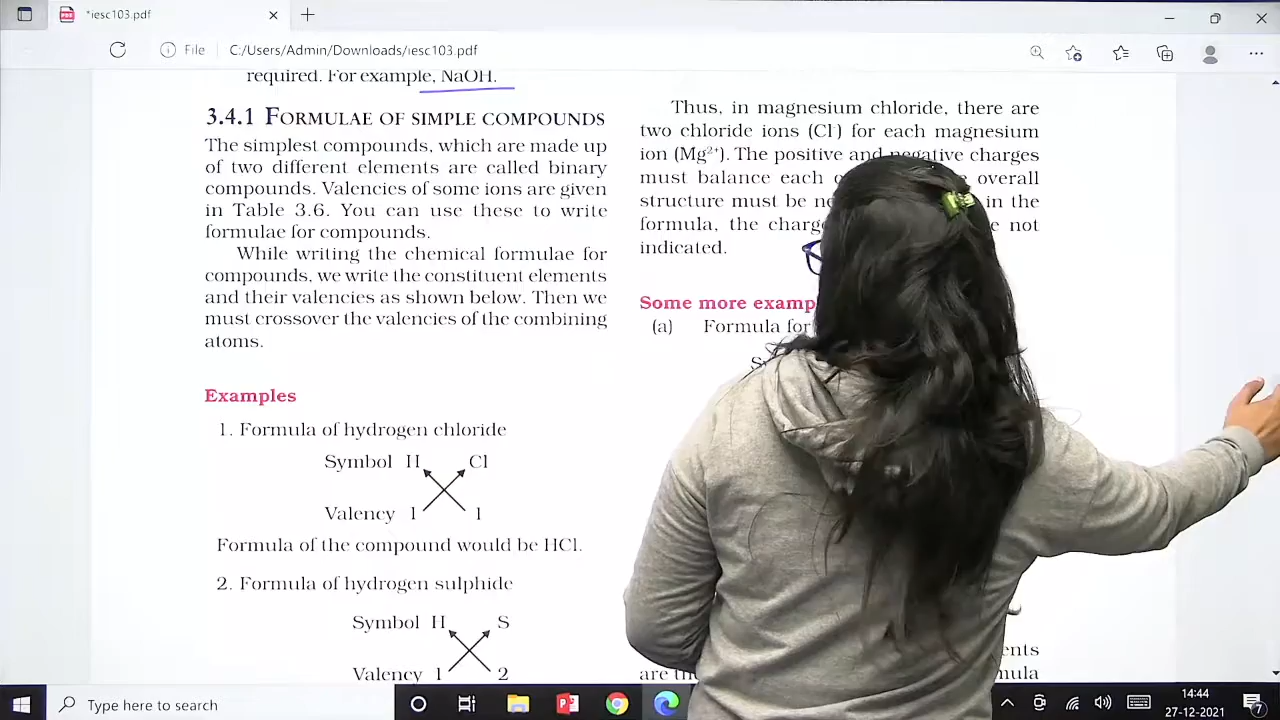 *iesc103.pdf
File C:/Users/Admin/Downloads/iesc103.pdf
required. For example, NaOH.
3.4.1 FORMULAE OF SIMPLE COMPOUNDS
The simplest compounds, which are made up
of two different elements are called binary
compounds. Valencies of some ions are given
in Table 3.6. You can use these to write
formulae for compounds.
While writing the chemical formulae for
compounds, we write the constituent elements
and their valencies as shown below. Then we
must crossover the valencies of the combining
atoms.
Examples
1. Formula of hydrogen chloride
Symbol H Cl
Valency 1 1
Formula of the compound would be HCl.
2. Formula of hydrogen sulphide
Symbol H S
Valency 1 2
Thus, in magnesium chloride, there are
two chloride ions (Cl⁻) for each magnesium
ion (Mg²⁺). The positive and negative charges
must balance each overall
structure must be in the
formula, the not
indicated.
Some more
(a) Formula for
are
Type here to search
14:44
27-12-2021
7